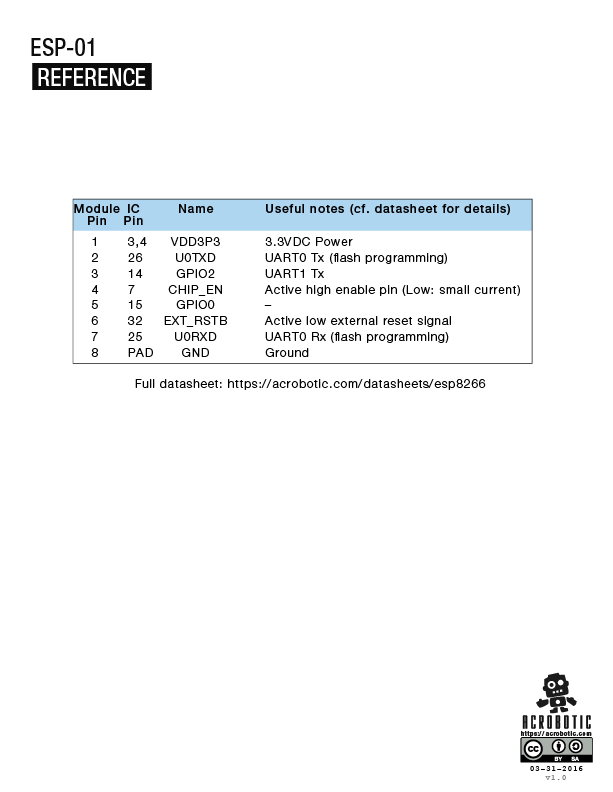 ESP-01
REFERENCE
Module IC Name Useful notes (cf. datasheet for details)
Pin Pin
1 3,4 VDD3P3 3.3VDC Power
2 26 U0TXD UART0 Tx (flash programming)
3 14 GPIO2 UART1 Tx
4 7 CHIP_EN Active high enable pin (Low: small current)
5 15 GPIO0 –
6 32 EXT_RSTB Active low external reset signal
7 25 U0RXD UART0 Rx (flash programming)
8 PAD GND Ground
Full datasheet: https://acrobotic.com/datasheets/esp8266
ACROBOTIC
https://acrobotic.com
cc BY SA
03-31-2016
v1.0